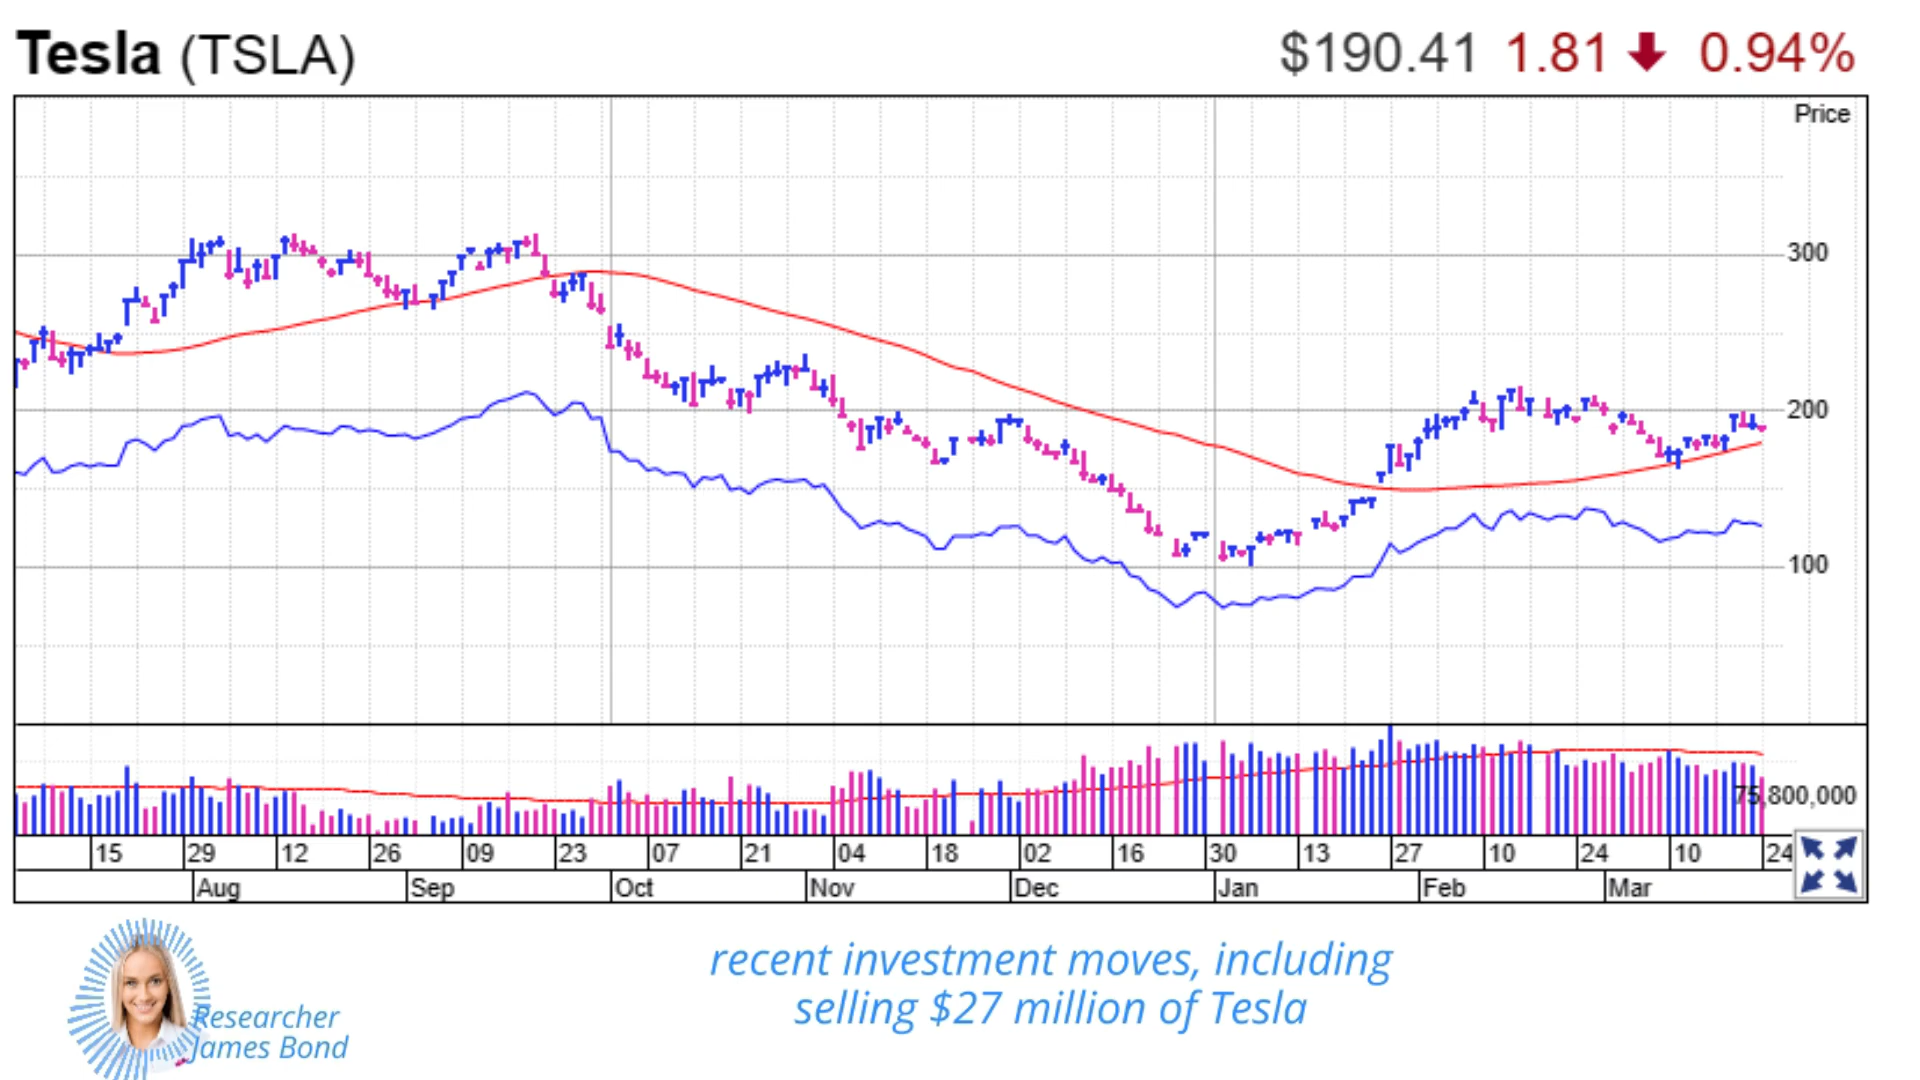 Tesla (TSLA)
$190.41 1.81 0.94%
Price
300
200
100
75,800,000
15 29 12 26 09 23 07 21 04 18 02 16 30 13 27 10 24 10 24
Aug Sep Oct Nov Dec Jan Feb Mar
Researcher
James Bond
recent investment moves, including
selling $27 million of Tesla